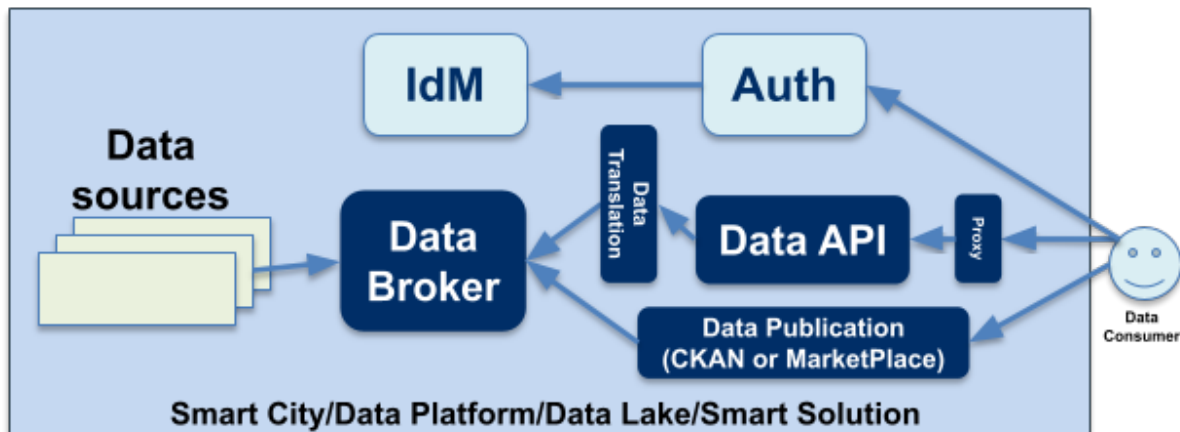 IdM
Auth
Data
sources
Data
Translation
Data
Broker
Data API
Proxy
Data Publication
(CKAN or MarketPlace)
Data
Consumer
Smart City/Data Platform/Data Lake/Smart Solution